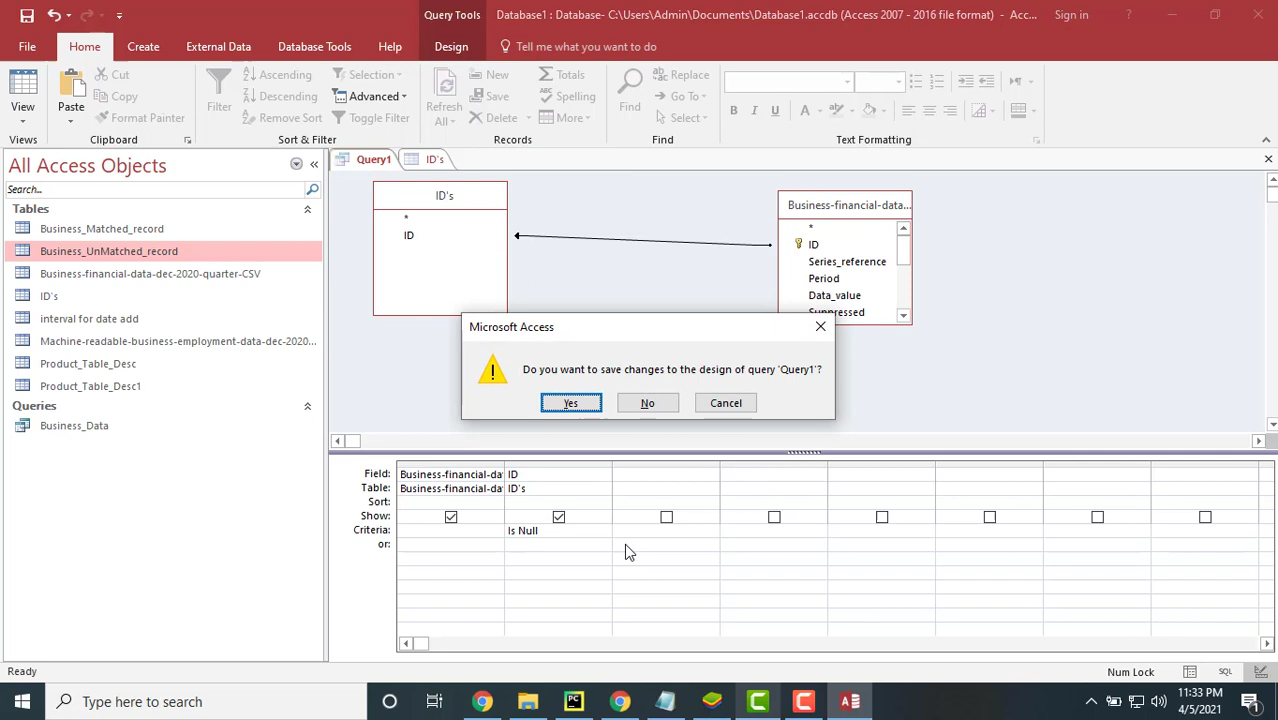 Query Tools
Database1 : Database- C:\Users\Admin\Documents\Database1.accdb (Access 2007 - 2016 file format) - Acc...
Sign in
?
File
Home
Create
External Data
Database Tools
Help
Design
Tell me what you want to do
View
Paste
Cut
Copy
Format Painter
Filter
Ascending
Descending
Remove Sort
Selection
Advanced
Toggle Filter
Refresh
All
New
Save
Delete
Totals
Spelling
More
Find
Replace
Go To
Select
B
I
U
A
Views
Clipboard
Sort & Filter
Records
Find
Text Formatting
All Access Objects
Search...
Tables
Business_Matched_record
Business_UnMatched_record
Business-financial-data-dec-2020-quarter-CSV
ID's
interval for date add
Machine-readable-business-employment-data-dec-2020...
Product_Table_Desc
Product_Table_Desc1
Queries
Business_Data
Query1
ID's
ID's
*
ID
Business-financial-data...
*
ID
Series_reference
Period
Data_value
Suppressed
Microsoft Access
Do you want to save changes to the design of query 'Query1'?
Yes
No
Cancel
Field: Business-financial-da ID
Table: Business-financial-da ID's
Sort:
Show:
Criteria: Is Null
or:
Ready
Num Lock
SQL
Type here to search
PC
C
C
A
11:33 PM
4/5/2021
1